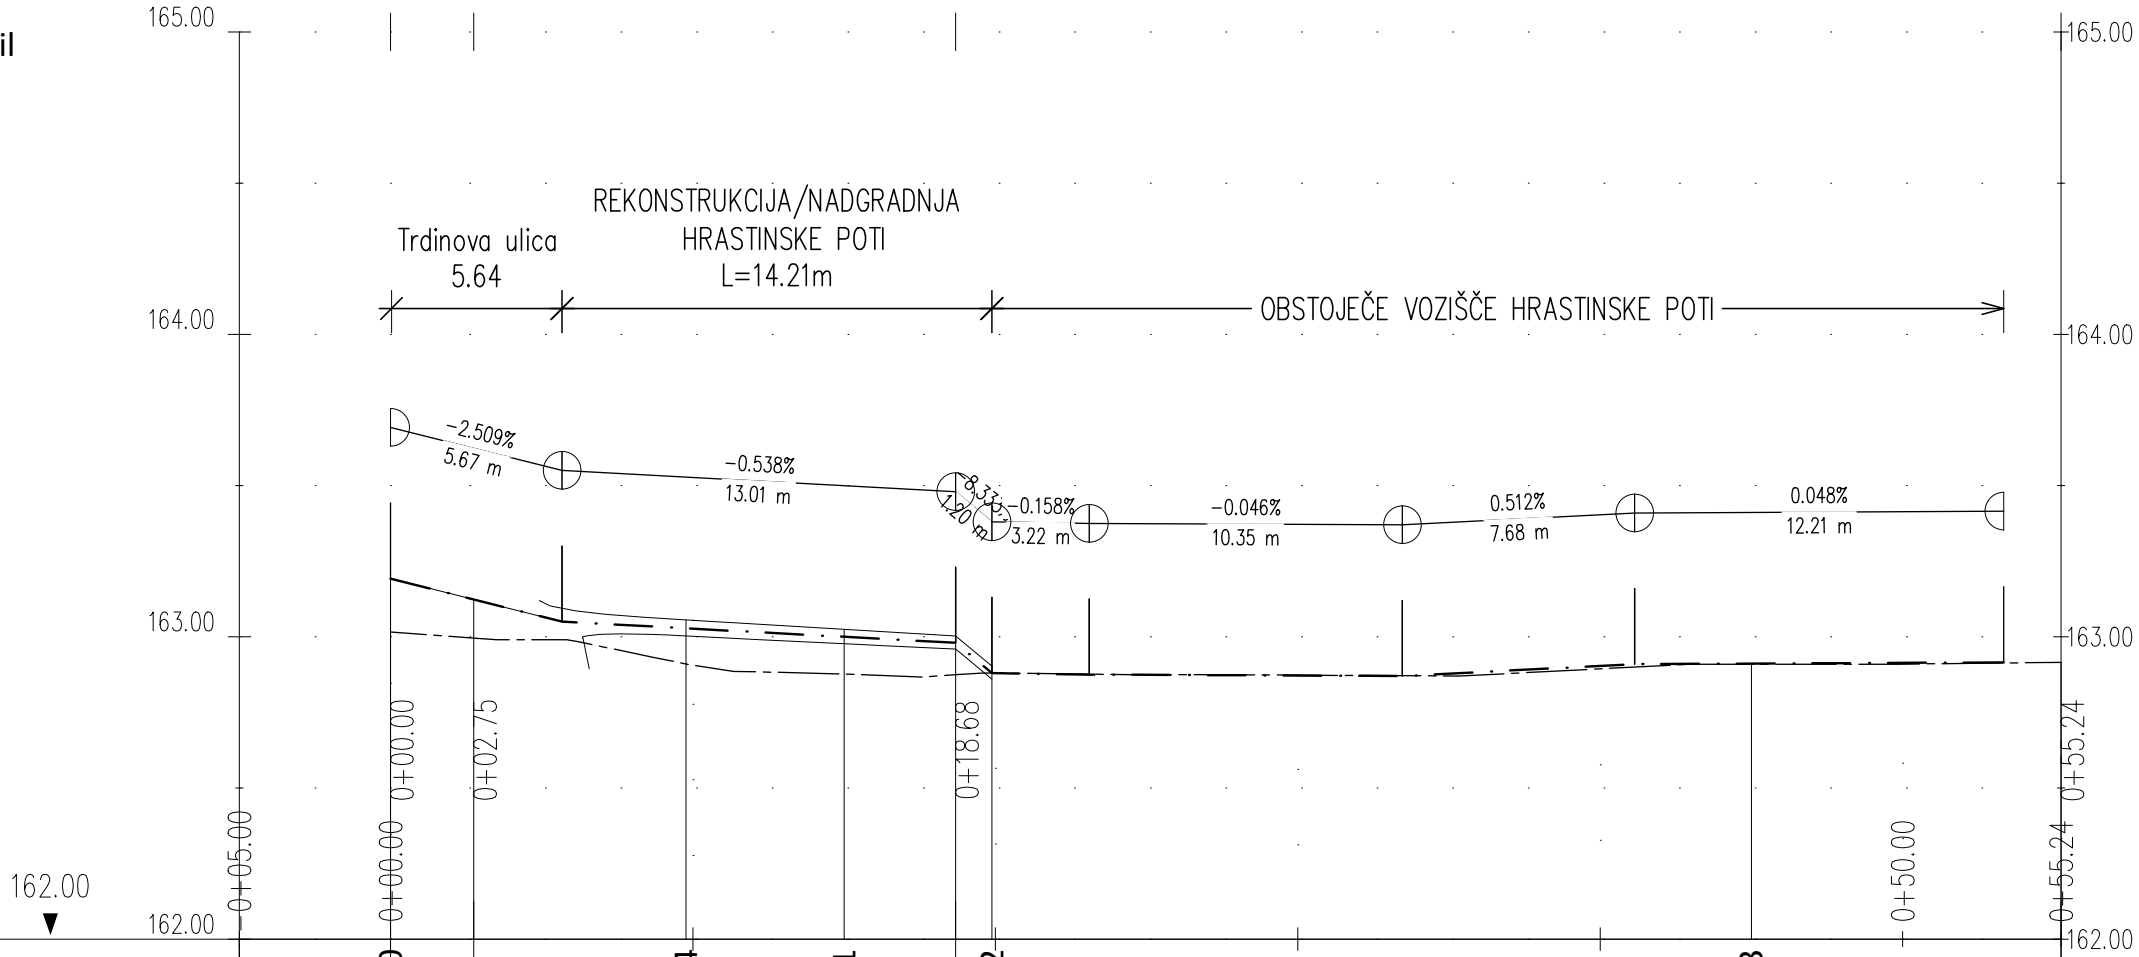 il
165.00
165.00
REKONSTRUKCIJA/NADGRADNJA
HRASTINSKE POTI
L=14.21m
Trdinova ulica
5.64
OBSTOJEČE VOZIŠČE HRASTINSKE POTI
164.00
164.00
-2.509%
5.67 m
-0.538%
13.01 m
1.20 m
-0.158%
3.22 m
-0.046%
10.35 m
0.512%
7.68 m
0.048%
12.21 m
163.00
163.00
0+00.00
0+02.75
0+18.68
0+55.24
-0+05.00
0+00.00
0+50.00
0+55.24
162.00
162.00
162.00